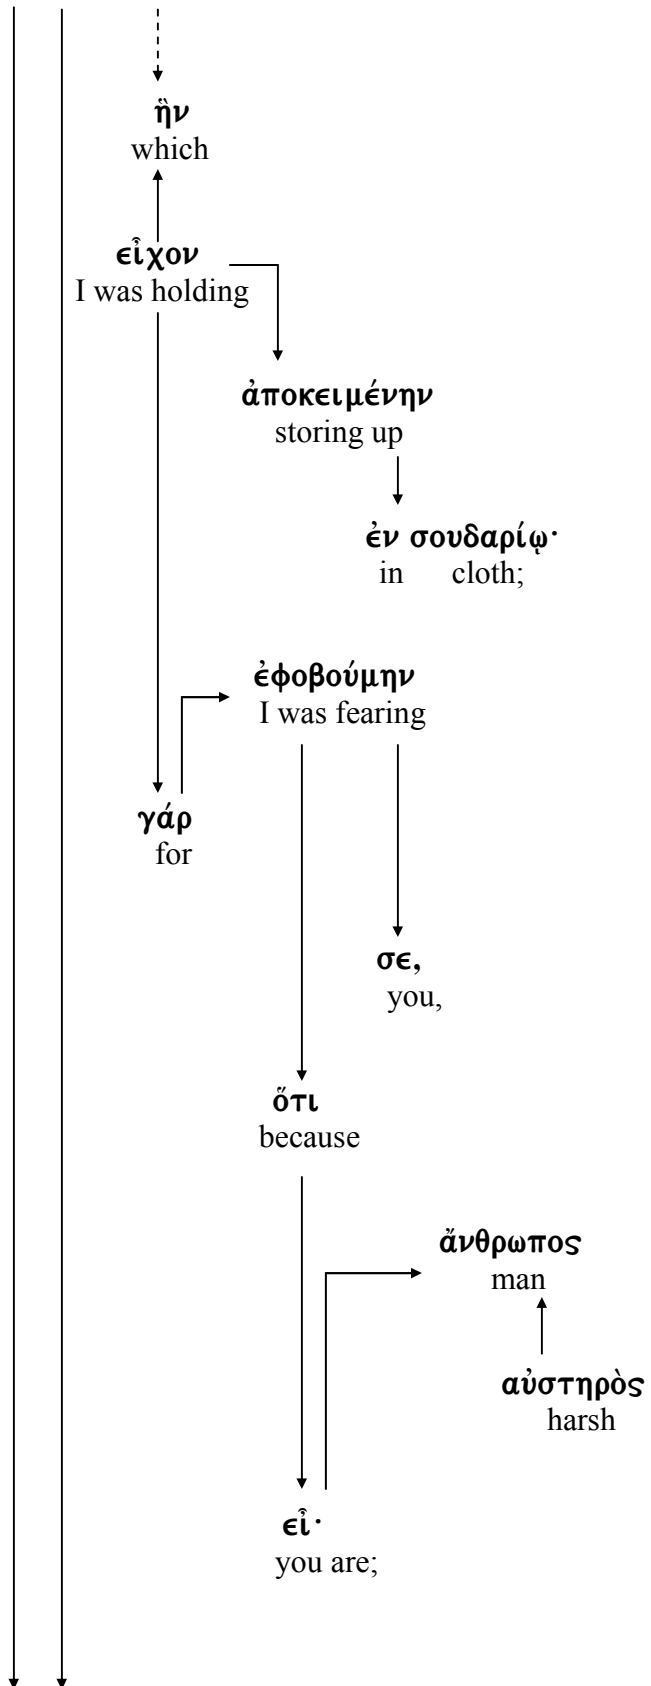 ἣν
which
εἶχον
I was holding
ἀποκειμένην
storing up
ἐν σουδαρίῳ·
in cloth;
ἐφοβούμην
I was fearing
γάρ
for
σε,
you,
ὅτι
because
ἄνθρωπος
man
αὐστηρὸς
harsh
εἶ·
you are;